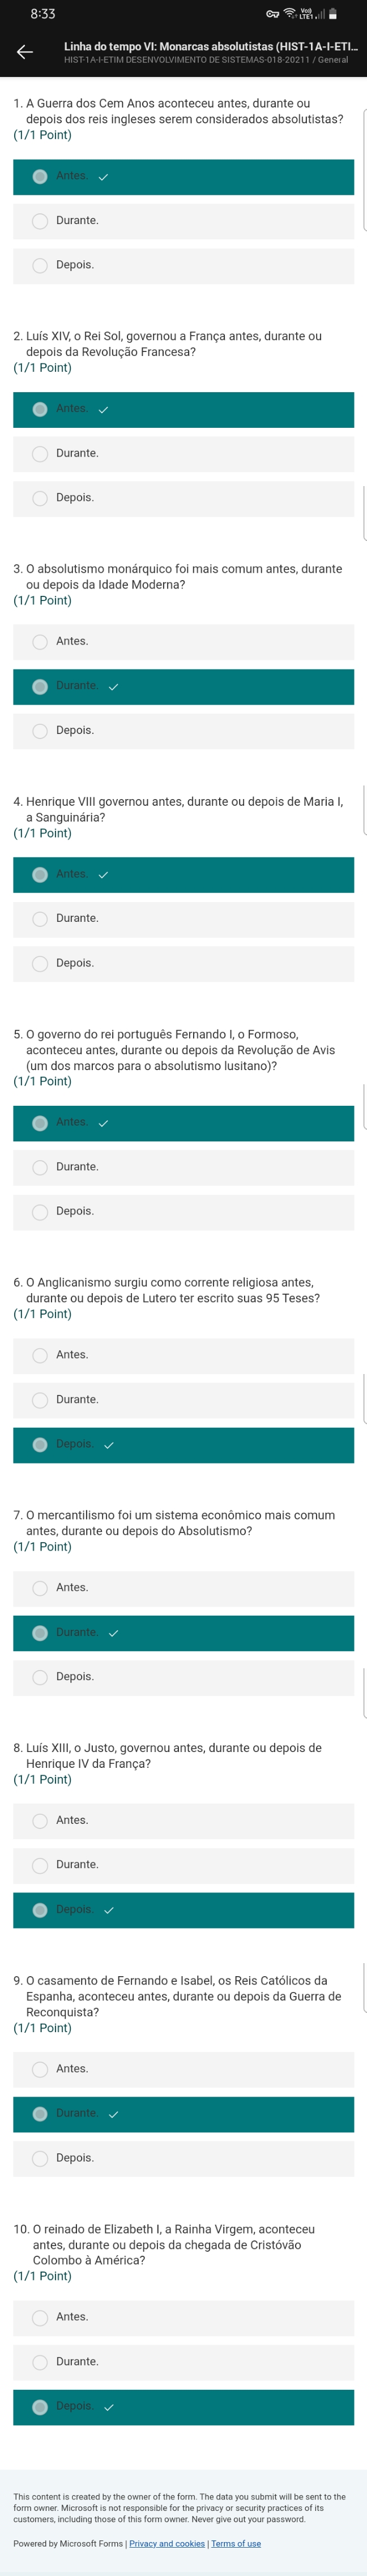 8:33
Vo))
LTE1
Linha do tempo VI: Monarcas absolutistas (HIST-1A-I-ETI...
HIST-1A-I-ETIM DESENVOLVIMENTO DE SISTEMAS-018-20211 / General
1. A Guerra dos Cem Anos aconteceu antes, durante ou
depois dos reis ingleses serem considerados absolutistas?
(1/1 Point)
Antes.
Durante.
Depois.
2. Luís XIV, o Rei Sol, governou a França antes, durante ou
depois da Revolução Francesa?
(1/1 Point)
Antes.
Durante.
Depois.
3. O absolutismo monárquico foi mais comum antes, durante
ou depois da Idade Moderna?
(1/1 Point)
Antes.
Durante.
Depois.
4. Henrique VIII governou antes, durante ou depois de Maria I,
a Sanguinária?
(1/1 Point)
Antes.
Durante.
Depois.
5. O governo do rei português Fernando I, o Formoso,
aconteceu antes, durante ou depois da Revolução de Avis
(um dos marcos para o absolutismo lusitano)?
(1/1 Point)
Antes.
Durante.
Depois.
6. O Anglicanismo surgiu como corrente religiosa antes,
durante ou depois de Lutero ter escrito suas 95 Teses?
(1/1 Point)
Antes.
Durante.
Depois.
7. O mercantilismo foi um sistema econômico mais comum
antes, durante ou depois do Absolutismo?
(1/1 Point)
Antes.
Durante.
Depois.
8. Luís XIII, o Justo, governou antes, durante ou depois de
Henrique IV da França?
(1/1 Point)
Antes.
Durante.
Depois.
9. O casamento de Fernando e Isabel, os Reis Católicos da
Espanha, aconteceu antes, durante ou depois da Guerra de
Reconquista?
(1/1 Point)
Antes.
Durante.
Depois.
10. O reinado de Elizabeth I, a Rainha Virgem, aconteceu
antes, durante ou depois da chegada de Cristóvão
Colombo à América?
(1/1 Point)
Antes.
Durante.
Depois.
This content is created by the owner of the form. The data you submit will be sent to the
form owner. Microsoft is not responsible for the privacy or security practices of its
customers, including those of this form owner. Never give out your password.
Powered by Microsoft Forms | Privacy and cookies | Terms of use